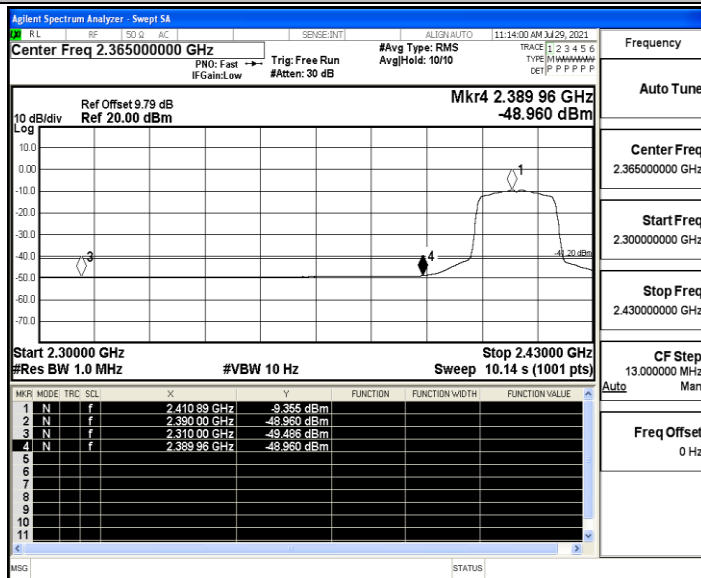 Agilent Spectrum Analyzer - Swept SA
RL RF 50 Ω AC SENSE:INT ALIGN AUTO 11:14:00 AM Jul 29, 2021
Center Freq 2.365000000 GHz
PNO: Fast
IFGain:Low
Trig: Free Run
#Atten: 30 dB
#Avg Type: RMS
Avg|Hold: 10/10
TRACE 1 2 3 4 5 6
TYPE M WWWWW
DET P P P P P P
Frequency
Auto Tune
Center Freq
2.365000000 GHz
Start Freq
2.300000000 GHz
Stop Freq
2.430000000 GHz
CF Step
13.000000 MHz
Auto Man
Freq Offset
0 Hz
Mkr4 2.389 96 GHz
-48.960 dBm
Ref Offset 9.79 dB
10 dB/div Ref 20.00 dBm
Log
10.0
0.00
-10.0
-20.0
-30.0
-40.0
-50.0
-60.0
-70.0
1
3
4
-41.20 dBm
Start 2.30000 GHz Stop 2.43000 GHz
#Res BW 1.0 MHz #VBW 10 Hz Sweep 10.14 s (1001 pts)
MKR MODE TRC SCL X Y FUNCTION FUNCTION WIDTH FUNCTION VALUE
1 N f 2.410 89 GHz -9.355 dBm
2 N f 2.390 00 GHz -48.960 dBm
3 N f 2.310 00 GHz -49.486 dBm
4 N f 2.389 96 GHz -48.960 dBm
5
6
7
8
9
10
11
MSG STATUS